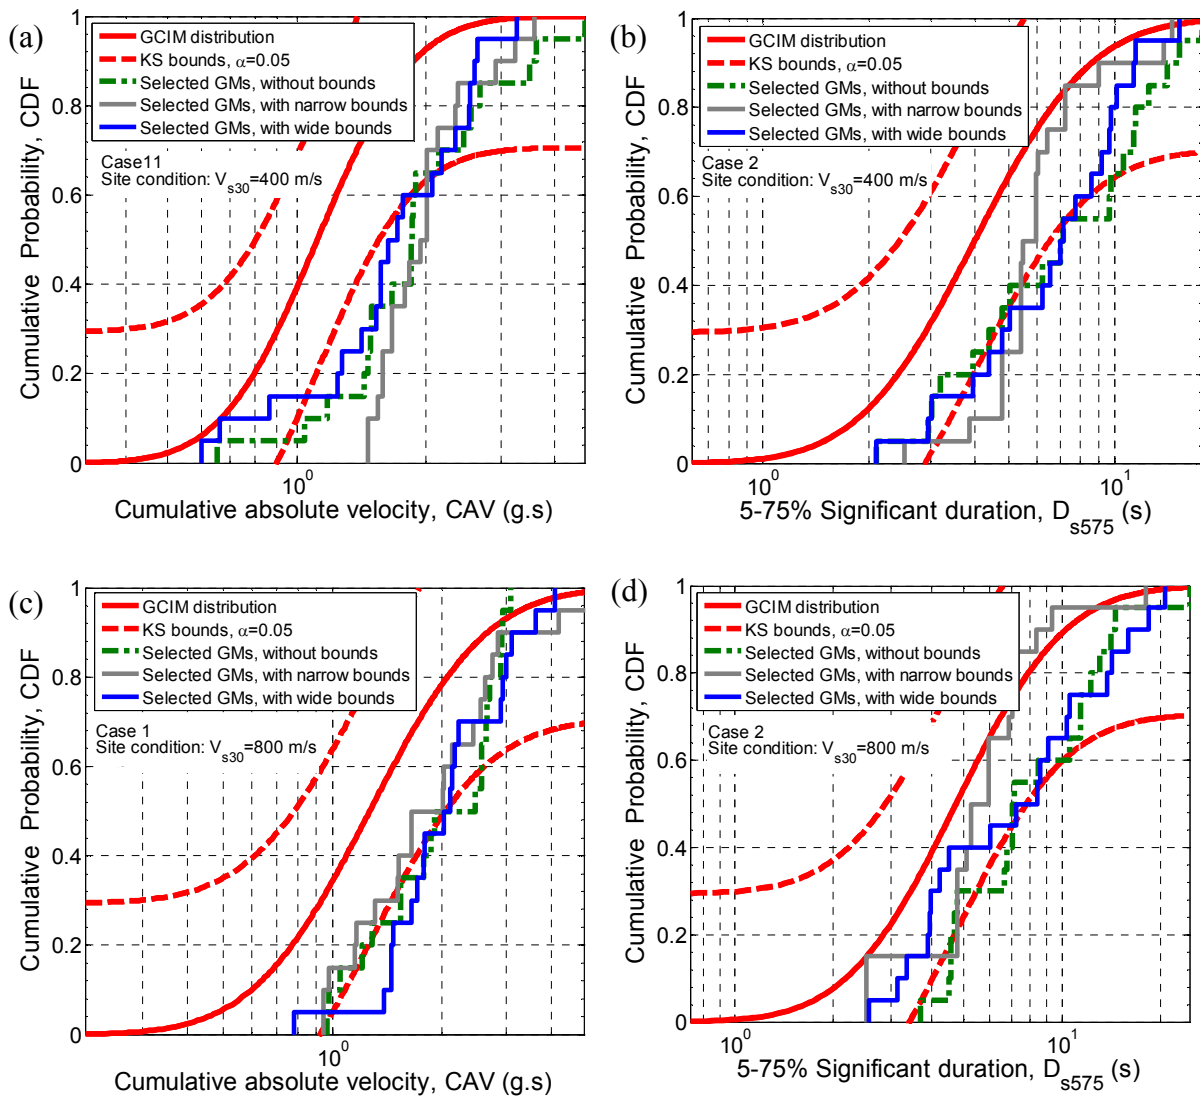 (a)
GCIM distribution
KS bounds, α=0.05
Selected GMs, without bounds
Selected GMs, with narrow bounds
Selected GMs, with wide bounds
Case11
Site condition: Vs30=400 m/s
1
0.8
0.6
0.4
0.2
0
Cumulative Probability, CDF
10^0
Cumulative absolute velocity, CAV (g.s)
(b)
GCIM distribution
KS bounds, α=0.05
Selected GMs, without bounds
Selected GMs, with narrow bounds
Selected GMs, with wide bounds
Case 2
Site condition: Vs30=400 m/s
1
0.8
0.6
0.4
0.2
0
Cumulative Probability, CDF
10^0 10^1
5-75% Significant duration, Ds575 (s)
(c)
GCIM distribution
KS bounds, α=0.05
Selected GMs, without bounds
Selected GMs, with narrow bounds
Selected GMs, with wide bounds
Case 1
Site condition: Vs30=800 m/s
1
0.8
0.6
0.4
0.2
0
Cumulative Probability, CDF
10^0
Cumulative absolute velocity, CAV (g.s)
(d)
GCIM distribution
KS bounds, α=0.05
Selected GMs, without bounds
Selected GMs, with narrow bounds
Selected GMs, with wide bounds
Case 2
Site condition: Vs30=800 m/s
1
0.8
0.6
0.4
0.2
0
Cumulative Probability, CDF
10^0 10^1
5-75% Significant duration, Ds575 (s)